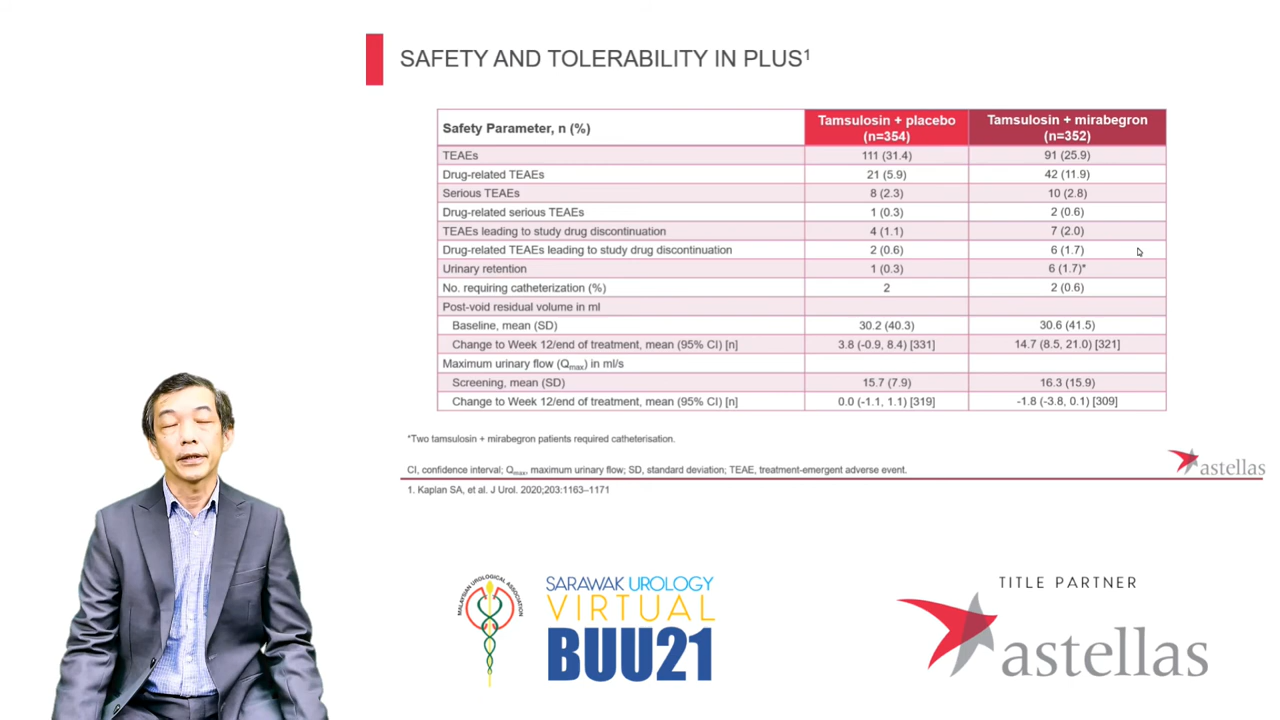 SAFETY AND TOLERABILITY IN PLUS¹
Safety Parameter, n (%) Tamsulosin + placebo (n=354) Tamsulosin + mirabegron (n=352)
TEAEs 111 (31.4) 91 (25.9)
Drug-related TEAEs 21 (5.9) 42 (11.9)
Serious TEAEs 8 (2.3) 10 (2.8)
Drug-related serious TEAEs 1 (0.3) 2 (0.6)
TEAEs leading to study drug discontinuation 4 (1.1) 7 (2.0)
Drug-related TEAEs leading to study drug discontinuation 2 (0.6) 6 (1.7)
Urinary retention 1 (0.3) 6 (1.7)*
No. requiring catheterization (%) 2 2 (0.6)
Post-void residual volume in ml
Baseline, mean (SD) 30.2 (40.3) 30.6 (41.5)
Change to Week 12/end of treatment, mean (95% CI) [n] 3.8 (-0.9, 8.4) [331] 14.7 (8.5, 21.0) [321]
Maximum urinary flow (Qmax) in ml/s
Screening, mean (SD) 15.7 (7.9) 16.3 (15.9)
Change to Week 12/end of treatment, mean (95% CI) [n] 0.0 (-1.1, 1.1) [319] -1.8 (-3.8, 0.1) [309]
*Two tamsulosin + mirabegron patients required catheterisation.
CI, confidence interval; Qmax, maximum urinary flow; SD, standard deviation; TEAE, treatment-emergent adverse event.
astellas
1. Kaplan SA, et al. J Urol. 2020;203:1163–1171
MALAYSIAN UROLOGICAL ASSOCIATION
SARAWAK UROLOGY
VIRTUAL
BUU21
TITLE PARTNER
astellas